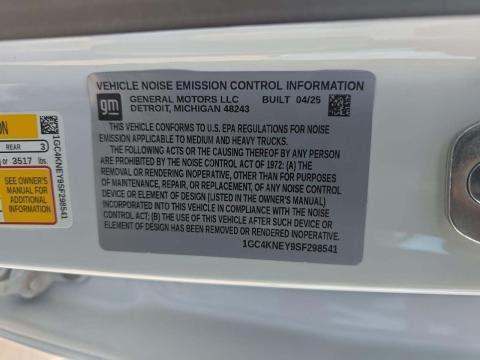 VEHICLE NOISE EMISSION CONTROL INFORMATION
gm
GENERAL MOTORS LLC BUILT 04/25
DETROIT, MICHIGAN 48243
THIS VEHICLE CONFORMS TO U.S. EPA REGULATIONS FOR NOISE
EMISSION APPLICABLE TO MEDIUM AND HEAVY TRUCKS.
THE FOLLOWING ACTS OR THE CAUSING THEREOF BY ANY PERSON
ARE PROHIBITED BY THE NOISE CONTROL ACT OF 1972: (A) THE
REMOVAL OR RENDERING INOPERATIVE, OTHER THAN FOR PURPOSES
OF MAINTENANCE, REPAIR, OR REPLACEMENT, OF ANY NOISE CONTROL
DEVICE OR ELEMENT OF DESIGN (LISTED IN THE OWNER'S MANUAL)
INCORPORATED INTO THIS VEHICLE IN COMPLIANCE WITH THE NOISE
CONTROL ACT; (B) THE USE OF THIS VEHICLE AFTER SUCH DEVICE OR
ELEMENT OF DESIGN HAS BEEN REMOVED OR RENDERED INOPERATIVE.
1GC4KNEY9SF298541
ON
REAR 3
or 3517 lbs.
SEE OWNER'S
MANUAL FOR
ADDITIONAL
INFORMATION
1GC4KNEY9SF298541